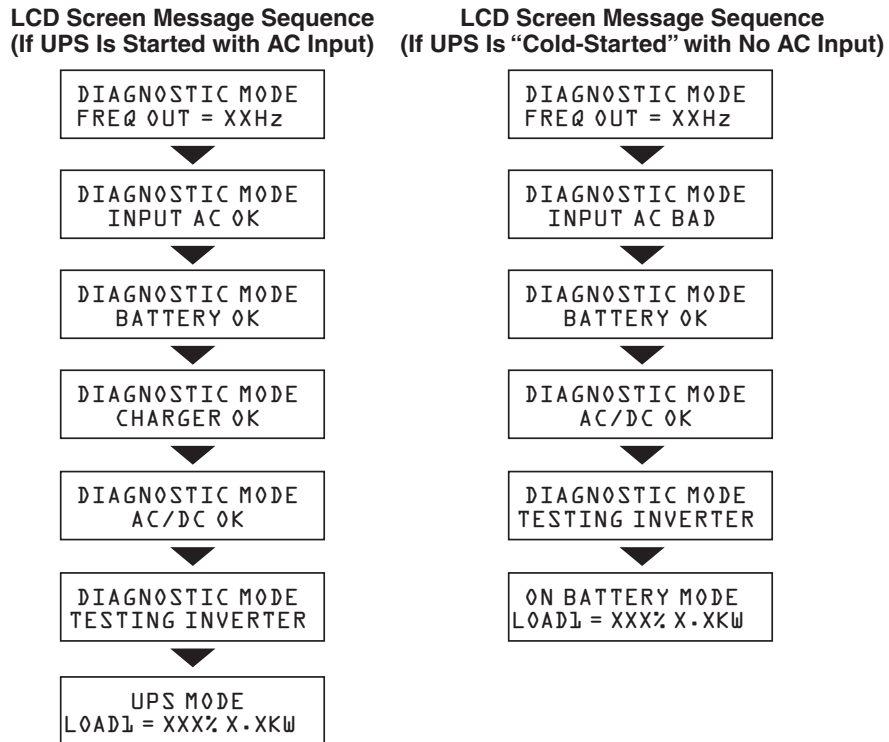 LCD Screen Message Sequence
(If UPS Is Started with AC Input)
DIAGNOSTIC MODE
FREQ OUT = XXHz
DIAGNOSTIC MODE
INPUT AC OK
DIAGNOSTIC MODE
BATTERY OK
DIAGNOSTIC MODE
CHARGER OK
DIAGNOSTIC MODE
AC/DC OK
DIAGNOSTIC MODE
TESTING INVERTER
UPS MODE
LOAD1 = XXX% X.XKW
LCD Screen Message Sequence
(If UPS Is “Cold-Started” with No AC Input)
DIAGNOSTIC MODE
FREQ OUT = XXHz
DIAGNOSTIC MODE
INPUT AC BAD
DIAGNOSTIC MODE
BATTERY OK
DIAGNOSTIC MODE
AC/DC OK
DIAGNOSTIC MODE
TESTING INVERTER
ON BATTERY MODE
LOAD1 = XXX% X.XKW